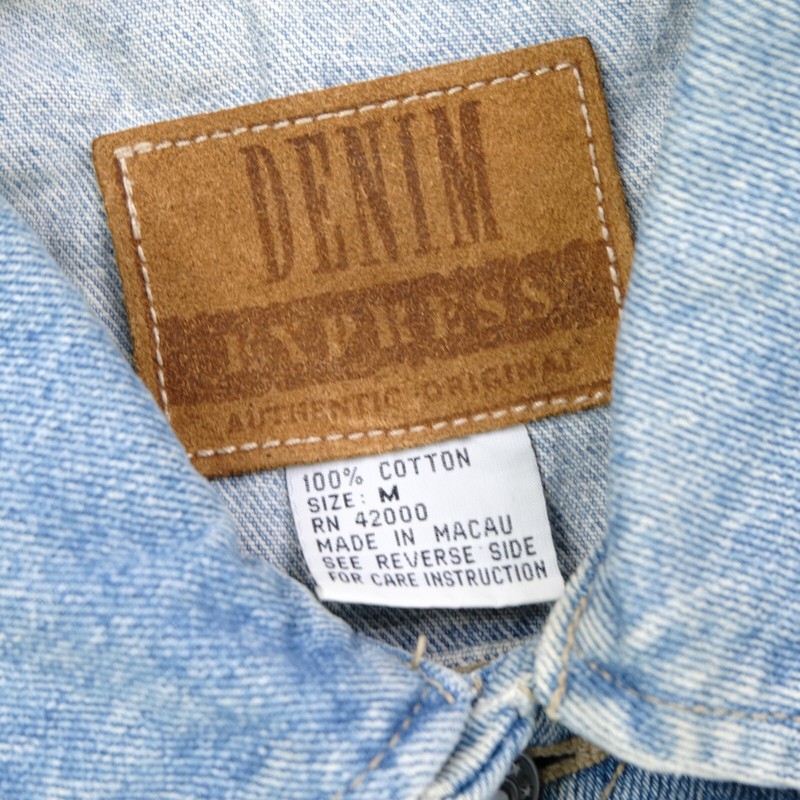 DENIM
EXPRESS
AUTHENTIC ORIGINAL
100% COTTON
SIZE: M
RN 42000
MADE IN MACAU
SEE REVERSE SIDE
FOR CARE INSTRUCTION